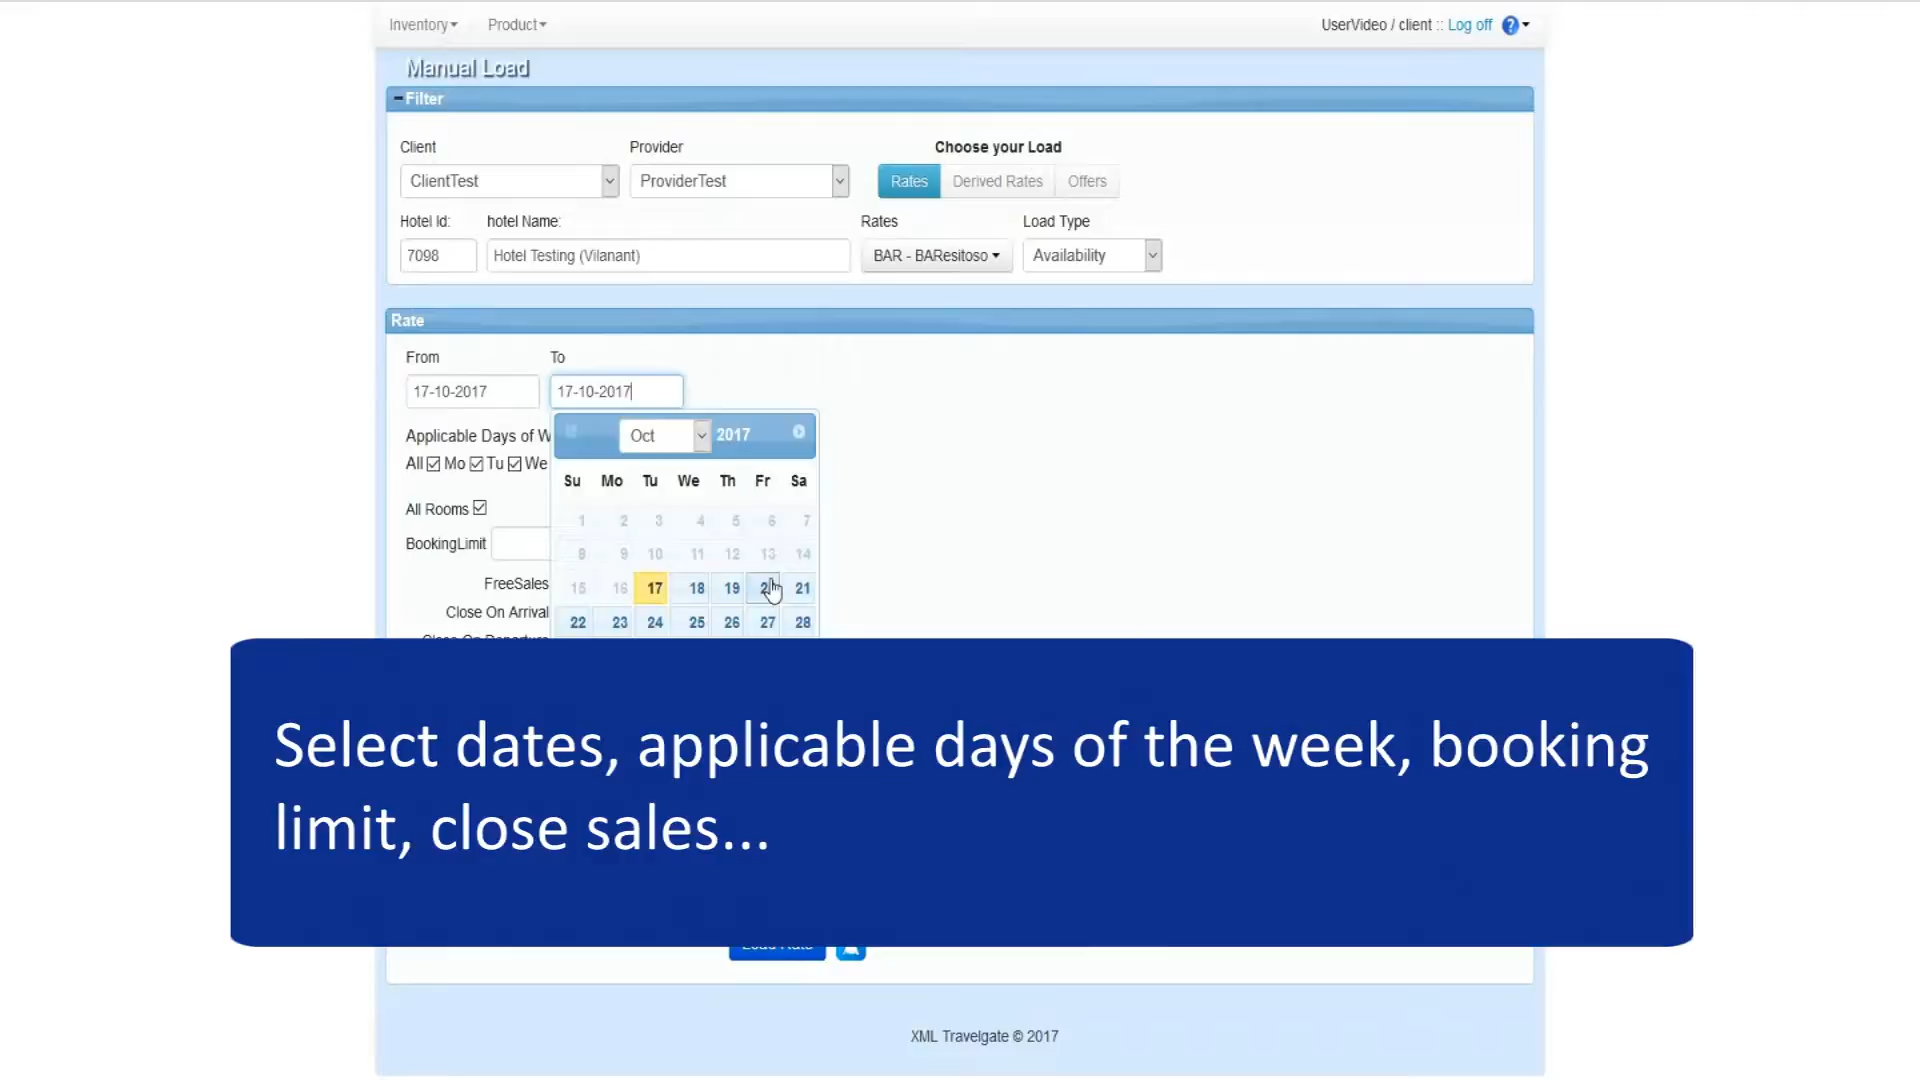 Inventory Product UserVideo / client :: Log off ?
Manual Load
Filter
Client Provider Choose your Load
ClientTest ProviderTest Rates Derived Rates Offers
Hotel Id: hotel Name: Rates Load Type
7098 Hotel Testing (Vilanant) BAR - BAResitoso Availability
Rate
From To
17-10-2017 17-10-2017
Applicable Days of W
Oct 2017
All Mo Tu We
Su Mo Tu We Th Fr Sa
All Rooms
1 2 3 4 5 6 7
BookingLimit
8 9 10 11 12 13 14
FreeSales
15 16 17 18 19 21
Close On Arrival
22 23 24 25 26 27 28
Select dates, applicable days of the week, booking
limit, close sales...
XML Travelgate © 2017